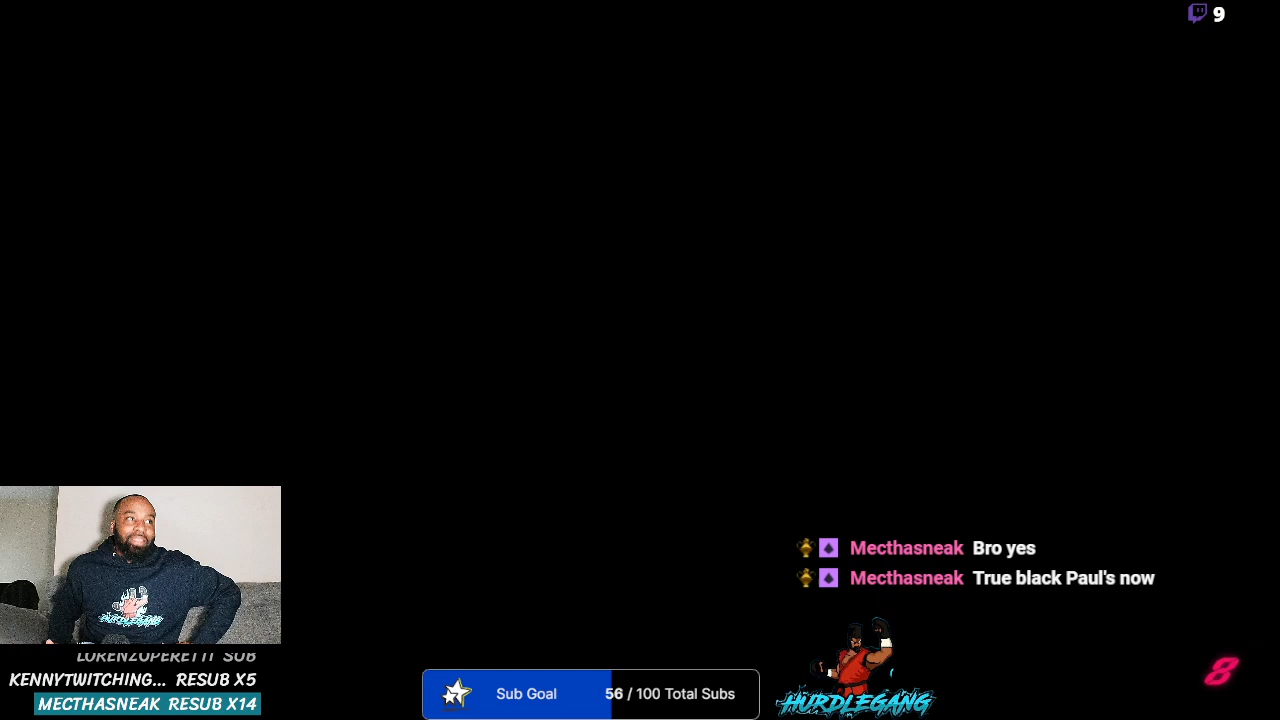 9
Mecthasneak Bro yes
Mecthasneak True black Paul's now
HURDLEGANG
LORENZOPERETTI SUB
KENNYTWITCHING... RESUB X5
MECTHASNEAK RESUB X14
Sub Goal 56 / 100 Total Subs
HURDLEGANG
8